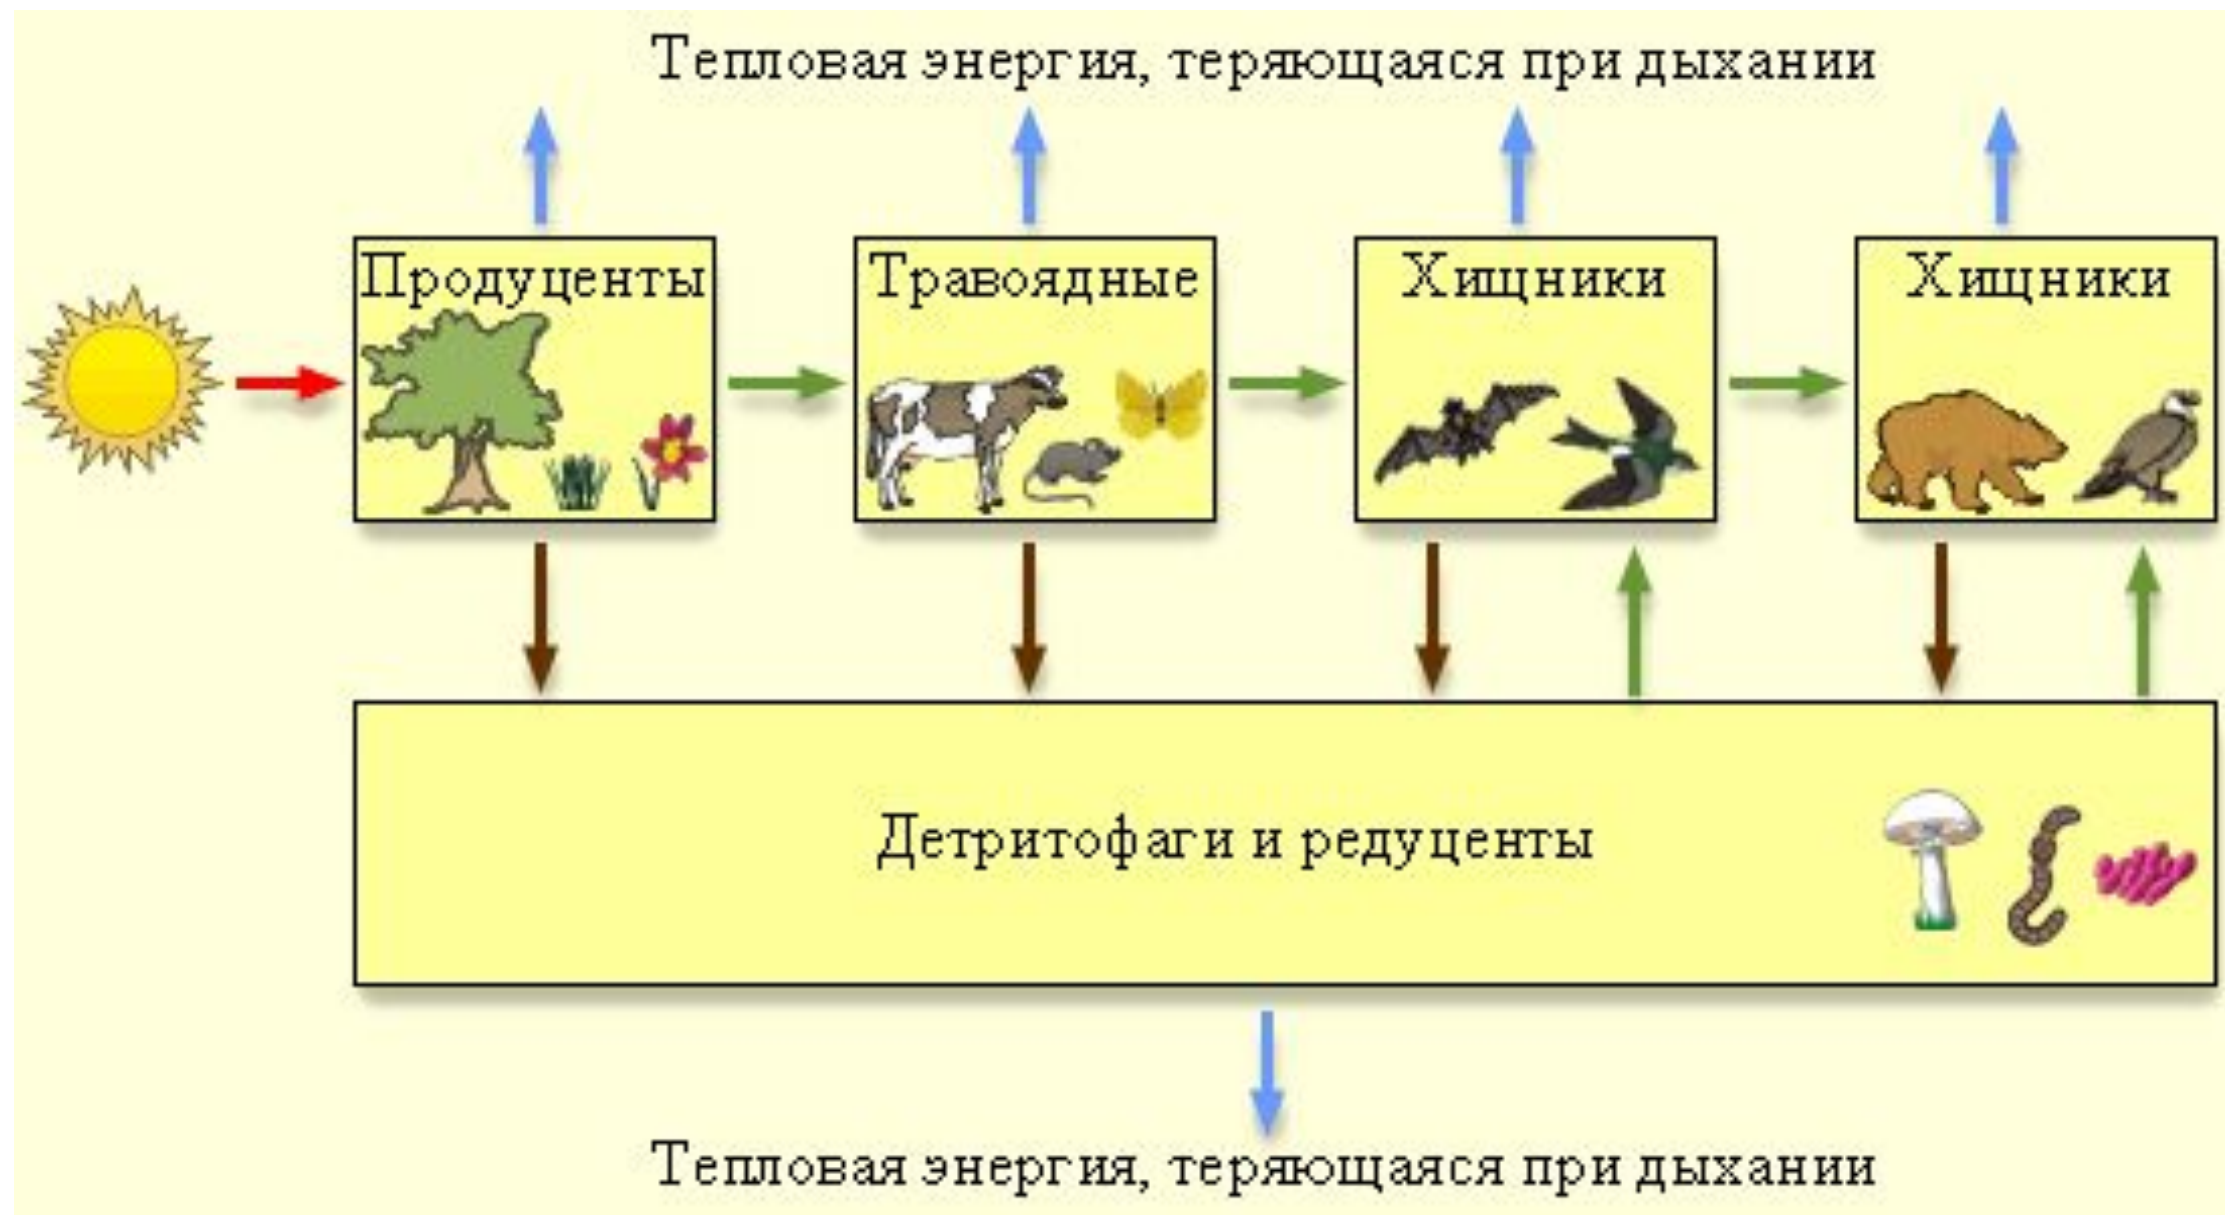 Тепловая энергия, теряющаяся при дыхании
Продуценты
Травоядные
Хищники
Хищники
Детритофаги и редуценты
Тепловая энергия, теряющаяся при дыхании